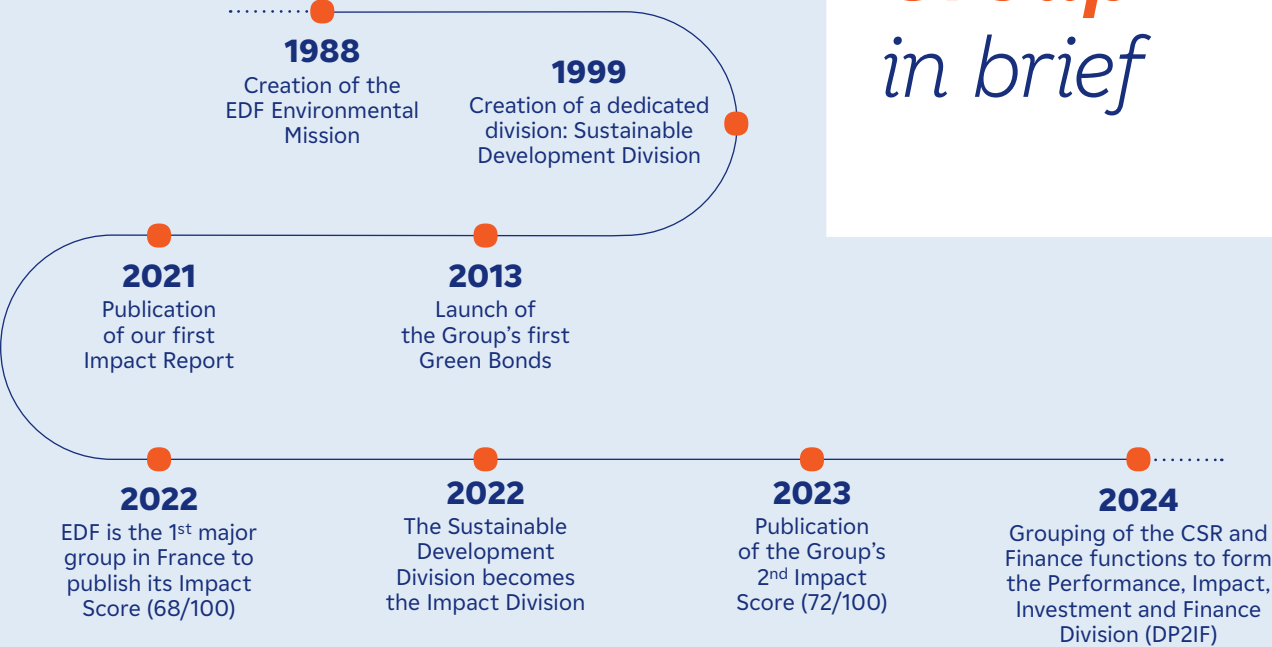 in brief
1988
Creation of the
EDF Environmental
Mission
1999
Creation of a dedicated
division: Sustainable
Development Division
2013
Launch of
the Group’s first
Green Bonds
2021
Publication
of our first
Impact Report
2022
EDF is the 1st major
group in France to
publish its Impact
Score (68/100)
2022
The Sustainable
Development
Division becomes
the Impact Division
2023
Publication
of the Group’s
2nd Impact
Score (72/100)
2024
Grouping of the CSR and
Finance functions to form
the Performance, Impact,
Investment and Finance
Division (DP2IF)